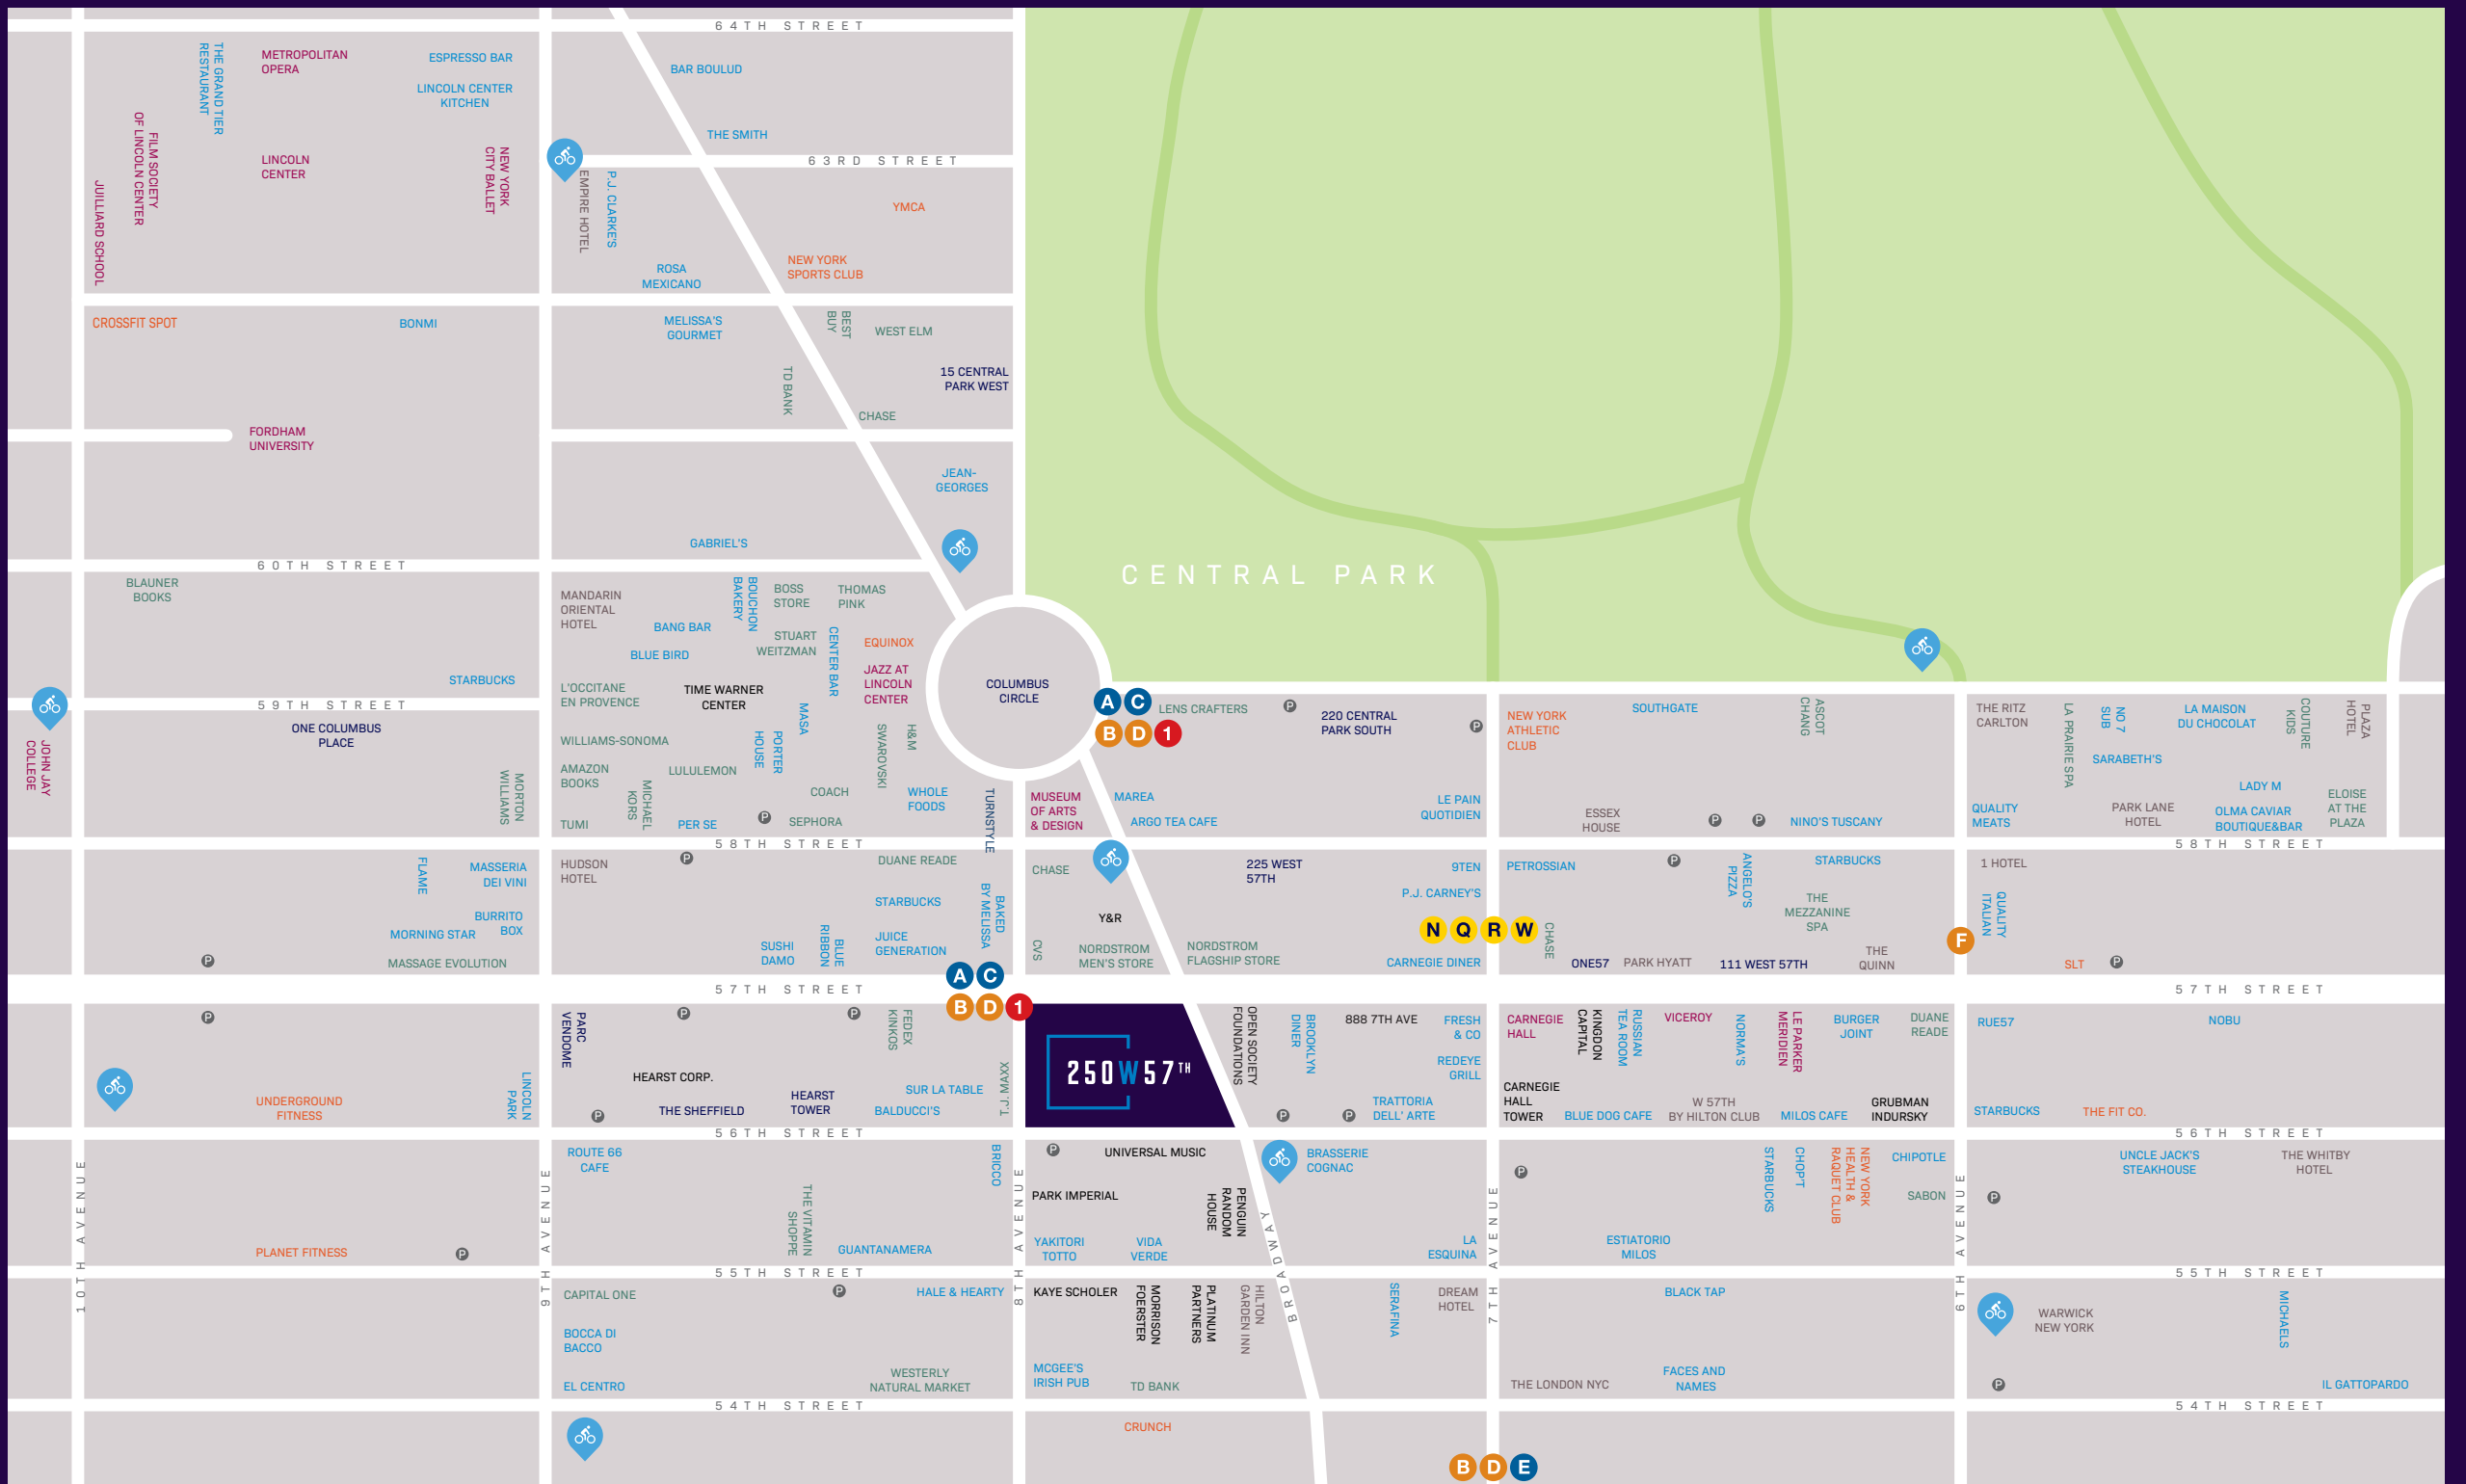 64TH STREET
THE GRAND TIER
RESTAURANT
METROPOLITAN
OPERA
ESPRESSO BAR
LINCOLN CENTER
KITCHEN
BAR BOULUD
THE SMITH
FILM SOCIETY
OF LINCOLN CENTER
JUILLIARD SCHOOL
LINCOLN
CENTER
NEW YORK
CITY BALLET
63RD STREET
EMPIRE HOTEL
P.J. CLARKE'S
YMCA
NEW YORK
SPORTS CLUB
ROSA
MEXICANO
CROSSFIT SPOT
BONMI
MELISSA'S
GOURMET
BEST
BUY
WEST ELM
TD BANK
15 CENTRAL
PARK WEST
CHASE
FORDHAM
UNIVERSITY
JEAN-
GEORGES
GABRIEL'S
60TH STREET
CENTRAL PARK
BLAUNER
BOOKS
STARBUCKS
59TH STREET
ONE COLUMBUS
PLACE
JOHN JAY
COLLEGE
MORTON
WILLIAMS
MANDARIN
ORIENTAL
HOTEL
BOUCHON
BAKERY
BOSS
STORE
THOMAS
PINK
BANG BAR
BLUE BIRD
STUART
WEITZMAN
CENTER BAR
EQUINOX
JAZZ AT
LINCOLN
CENTER
L'OCCITANE
EN PROVENCE
TIME WARNER
CENTER
MASA
WILLIAMS-SONOMA
PORTER
HOUSE
SWAROVSKI
H&M
AMAZON
BOOKS
LULULEMON
MICHAEL
KORS
COACH
WHOLE
FOODS
TUMI
PER SE
P
SEPHORA
TURNSTYLE
COLUMBUS
CIRCLE
A C
B D 1
LENS CRAFTERS
P
220 CENTRAL
PARK SOUTH
P
MUSEUM
OF ARTS
& DESIGN
MAREA
ARGO TEA CAFE
LE PAIN
QUOTIDIEN
NEW YORK
ATHLETIC
CLUB
SOUTHGATE
ASCOT
CHANG
ESSEX
HOUSE
P
P
NINO'S TUSCANY
THE RITZ
CARLTON
LA PRAIRIE SPA
NO 7
SUB
LA MAISON
DU CHOCOLAT
COUTURE
KIDS
PLAZA
HOTEL
SARABETH'S
LADY M
QUALITY
MEATS
PARK LANE
HOTEL
OLMA CAVIAR
BOUTIQUE&BAR
ELOISE
AT THE
PLAZA
58TH STREET
58TH STREET
FLAME
MASSERIA
DEI VINI
BURRITO
BOX
MORNING STAR
P
MASSAGE EVOLUTION
HUDSON
HOTEL
P
DUANE READE
STARBUCKS
BAKED
BY MELISSA
SUSHI
DAMO
BLUE
RIBBON
JUICE
GENERATION
A C
B D 1
CHASE
Y&R
CVS
NORDSTROM
MEN'S STORE
225 WEST
57TH
NORDSTROM
FLAGSHIP STORE
9TEN
P.J. CARNEY'S
N Q R W
CARNEGIE DINER
PETROSSIAN
P
ANGELO'S
PIZZA
STARBUCKS
THE
MEZZANINE
SPA
CHASE
ONE57
PARK HYATT
111 WEST 57TH
THE
QUINN
F
1 HOTEL
QUALITY
ITALIAN
SLT
P
57TH STREET
57TH STREET
P
UNDERGROUND
FITNESS
LINCOLN
PARK
PARC
VENDOME
P
P
FEDEX
KINKOS
HEARST CORP.
P
THE SHEFFIELD
HEARST
TOWER
SUR LA TABLE
BALDUCCI'S
T.J. MAXX
250W57TH
OPEN SOCIETY
FOUNDATIONS
BROOKLYN
DINER
888 7TH AVE
FRESH
& CO
REDEYE
GRILL
P
P
TRATTORIA
DELL' ARTE
CARNEGIE
HALL
KINGDON
CAPITAL
RUSSIAN
TEA ROOM
VICEROY
NORMA'S
LE PARKER
MERIDIEN
BURGER
JOINT
DUANE
READE
CARNEGIE
HALL
TOWER
BLUE DOG CAFE
W 57TH
BY HILTON CLUB
MILOS CAFE
GRUBMAN
INDURSKY
RUE57
NOBU
STARBUCKS
THE FIT CO.
56TH STREET
56TH STREET
PLANET FITNESS
P
ROUTE 66
CAFE
THE VITAMIN
SHOPPE
GUANTANAMERA
BRICCO
P
UNIVERSAL MUSIC
PARK IMPERIAL
PENGUIN
RANDOM
HOUSE
YAKITORI
TOTTO
VIDA
VERDE
BRASSERIE
COGNAC
LA
ESQUINA
P
ESTIATORIO
MILOS
STARBUCKS
CHOP'T
NEW YORK
HEALTH &
RAQUET CLUB
CHIPOTLE
SABON
P
UNCLE JACK'S
STEAKHOUSE
THE WHITBY
HOTEL
10TH AVENUE
9TH AVENUE
8TH AVENUE
BROADWAY
7TH AVENUE
6TH AVENUE
55TH STREET
55TH STREET
CAPITAL ONE
P
HALE & HEARTY
BOCCA DI
BACCO
EL CENTRO
WESTERLY
NATURAL MARKET
KAYE SCHOLER
MORRISON
FOERSTER
PLATINUM
PARTNERS
HILTON
GARDEN INN
MCGEE'S
IRISH PUB
TD BANK
SERAFINA
DREAM
HOTEL
BLACK TAP
THE LONDON NYC
FACES AND
NAMES
WARWICK
NEW YORK
P
MICHAELS
IL GATTOPARDO
54TH STREET
54TH STREET
CRUNCH
B D E